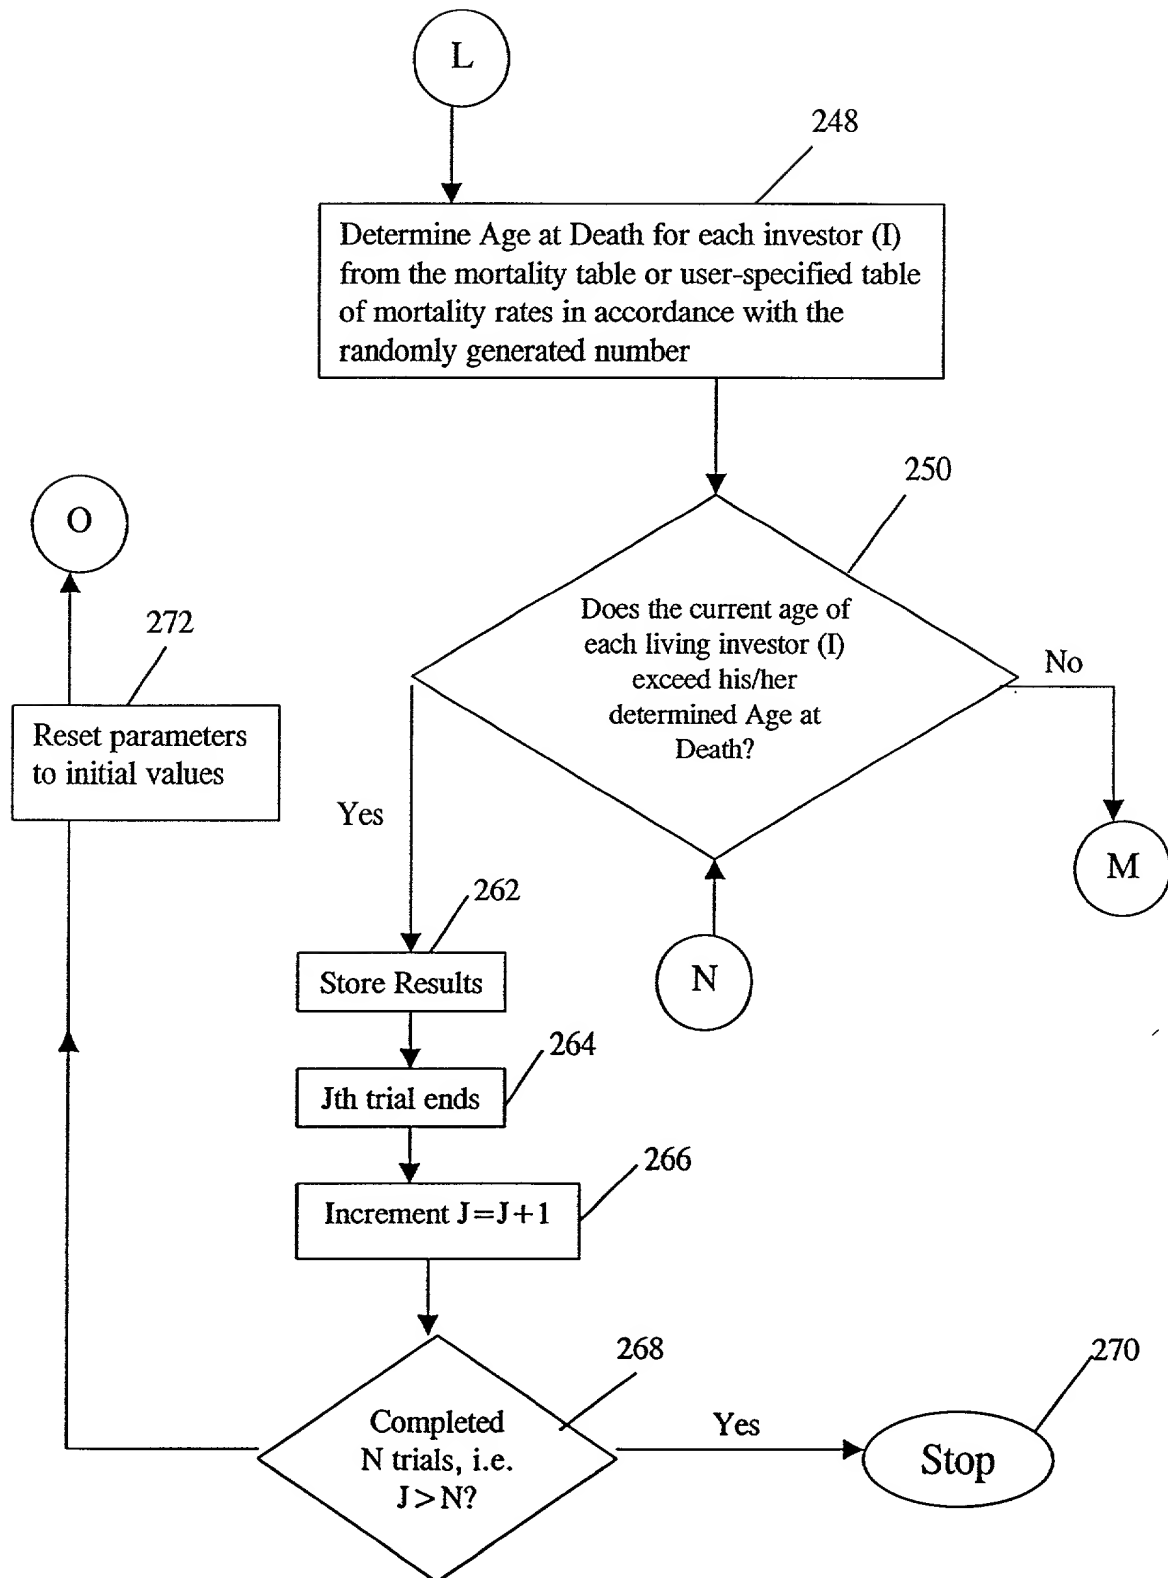 L
248
Determine Age at Death for each investor (I)
from the mortality table or user-specified table
of mortality rates in accordance with the
randomly generated number
250
O
Does the current age of
each living investor (I)
exceed his/her
determined Age at
Death?
No
272
Reset parameters
to initial values
Yes
M
262
Store Results
N
264
Jth trial ends
266
Increment J=J+1
268
270
Completed
N trials, i.e.
J>N?
Yes
Stop